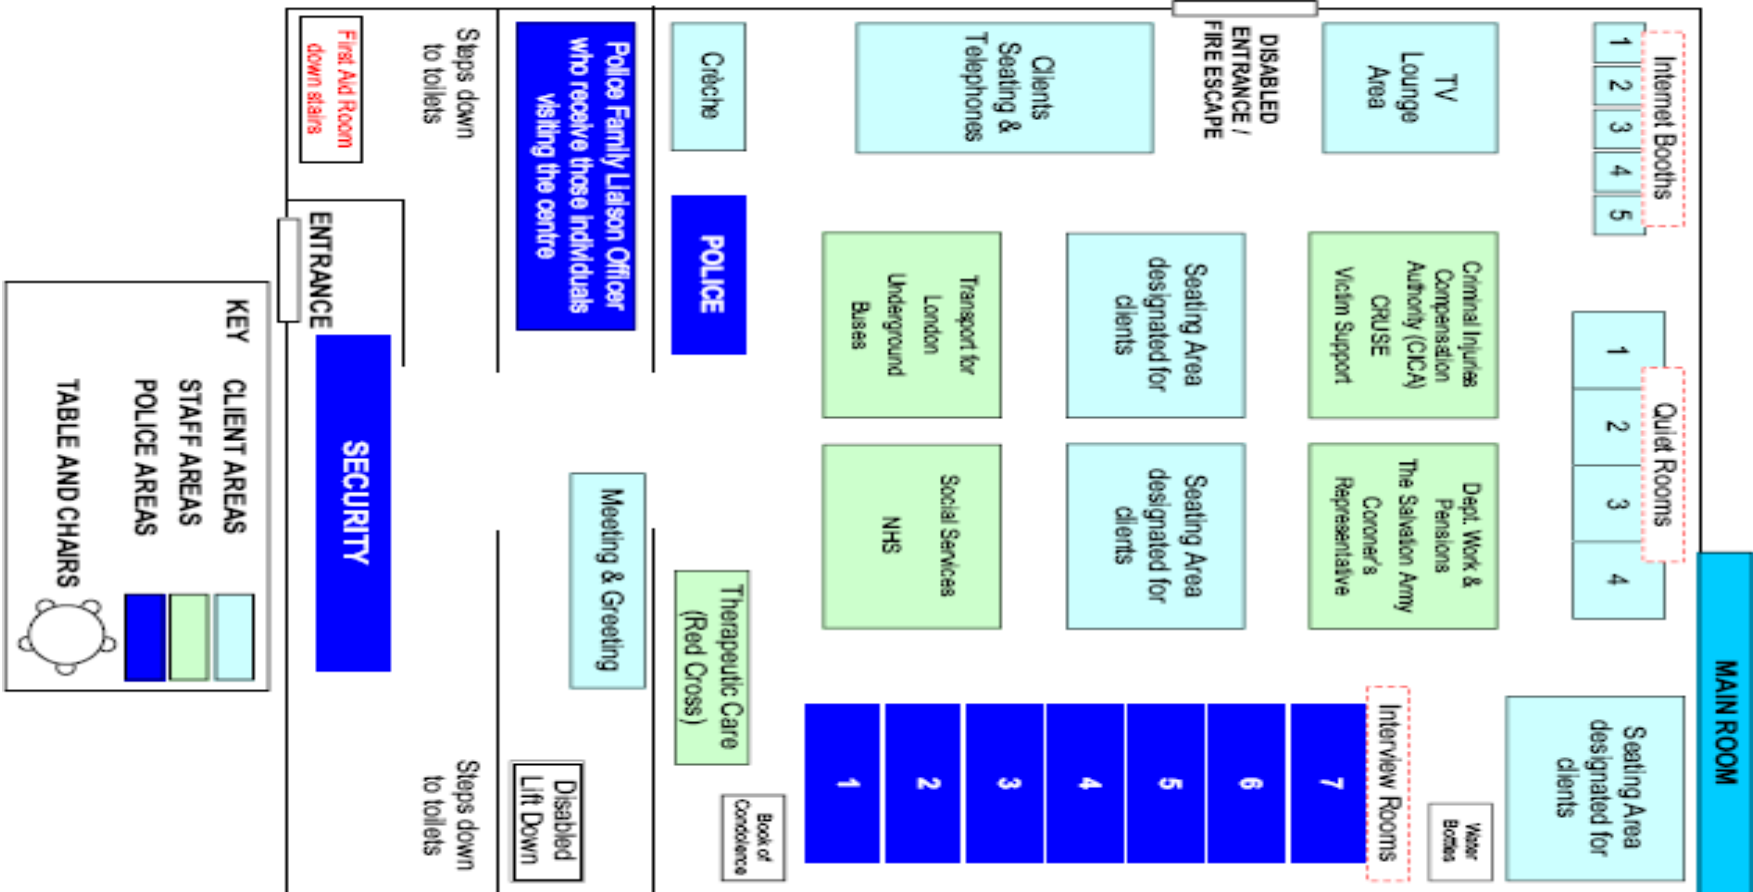 MAIN ROOM
Internet Booths
1 2 3 4 5
Quiet Rooms
1 2 3 4
Seating Area
designated for
clients
TV
Lounge
Area
Criminal Injuries
Compensation
Authority (CICA)
CRUSE
Victim Support
Dept. Work &
Pensions
The Salvation Army
Coroner's
Representative
Water
Bottles
Interview Rooms
7
6
5
4
3
2
1
DISABLED
ENTRANCE /
FIRE ESCAPE
Seating Area
designated for
clients
Seating Area
designated for
clients
Clients
Seating &
Telephones
Transport for
London
Underground
Buses
Social Services
NHS
Crèche
POLICE
Therapeutic Care
(Red Cross)
Book of
Condolence
Police Family Liaison Officer
who receive those individuals
visiting the centre
Meeting & Greeting
Disabled
Lift Down
Steps down
to toilets
Steps down
to toilets
First Aid Room
down stairs
ENTRANCE
SECURITY
KEY
CLIENT AREAS
STAFF AREAS
POLICE AREAS
TABLE AND CHAIRS